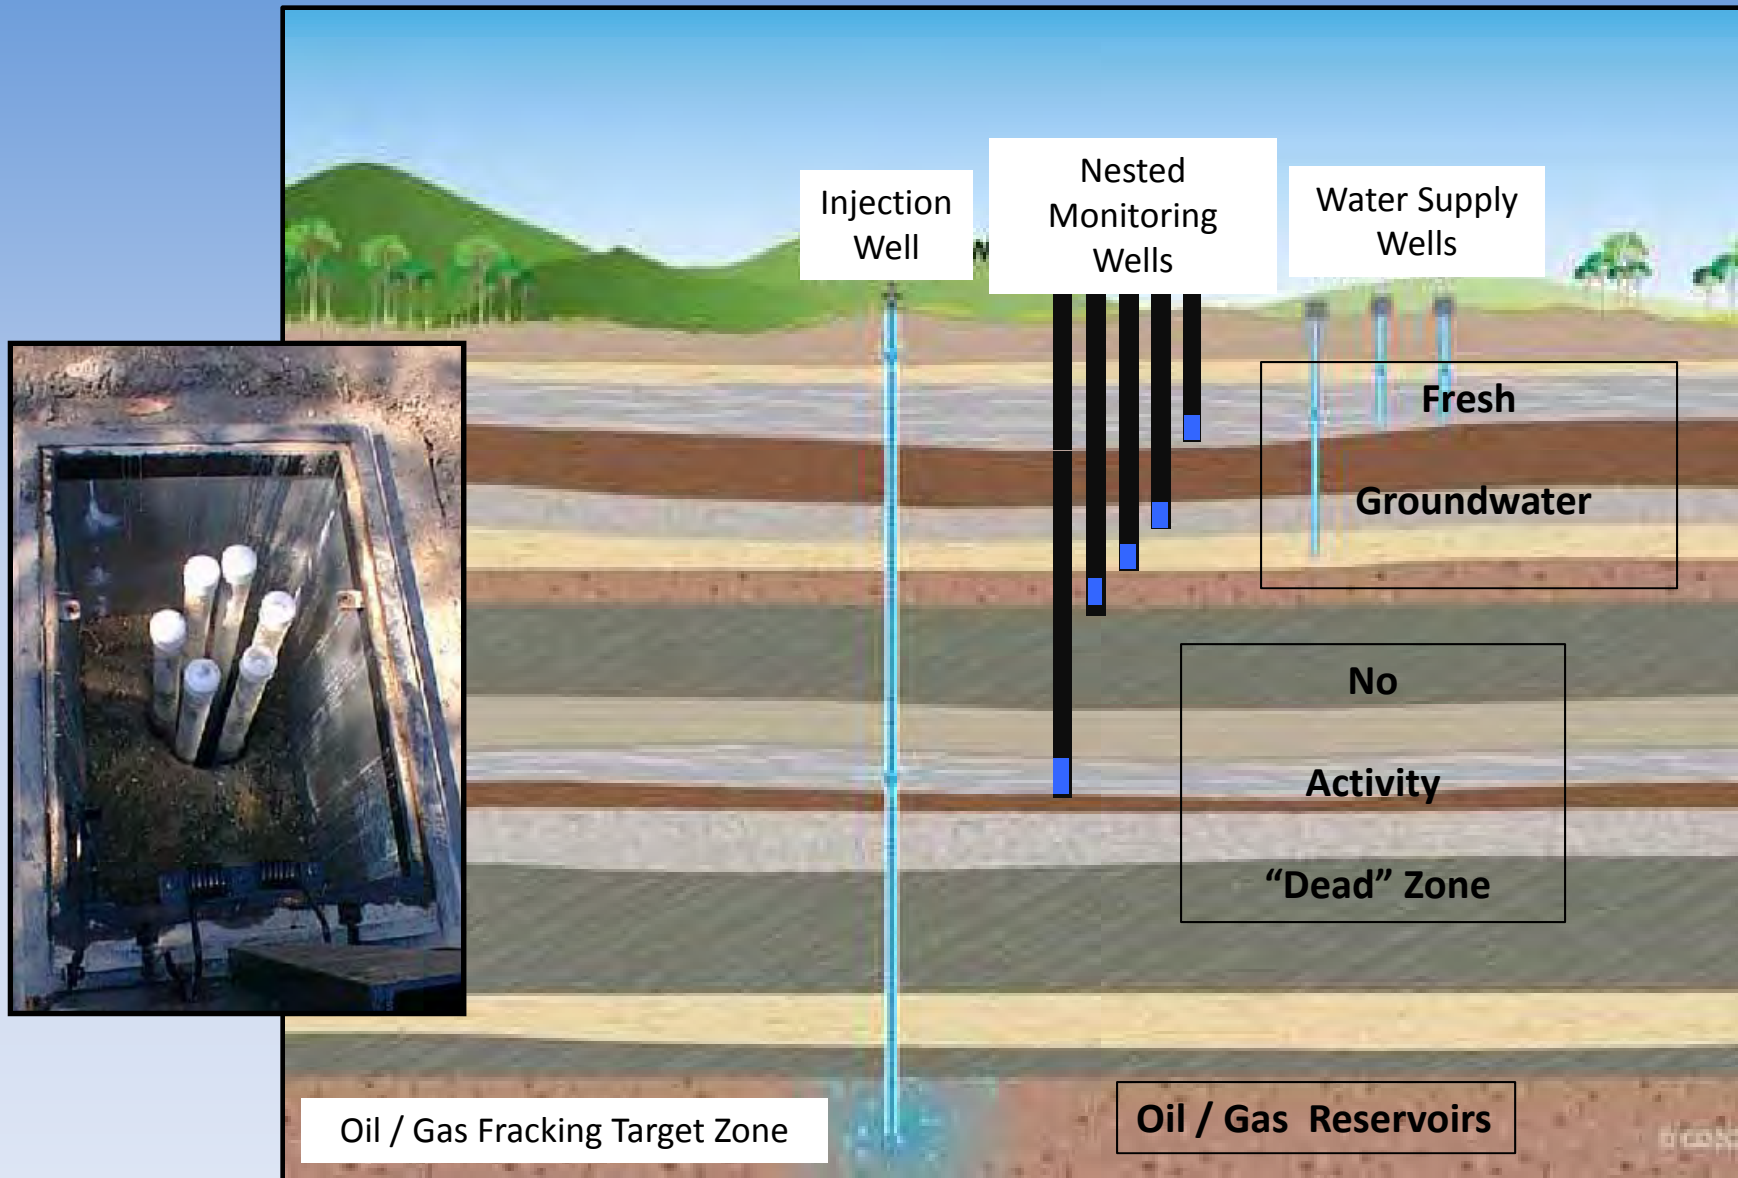 Injection
Well
Nested
Monitoring
Wells
Water Supply
Wells
Fresh
Groundwater
No
Activity
“Dead” Zone
Oil / Gas Fracking Target Zone
Oil / Gas Reservoirs